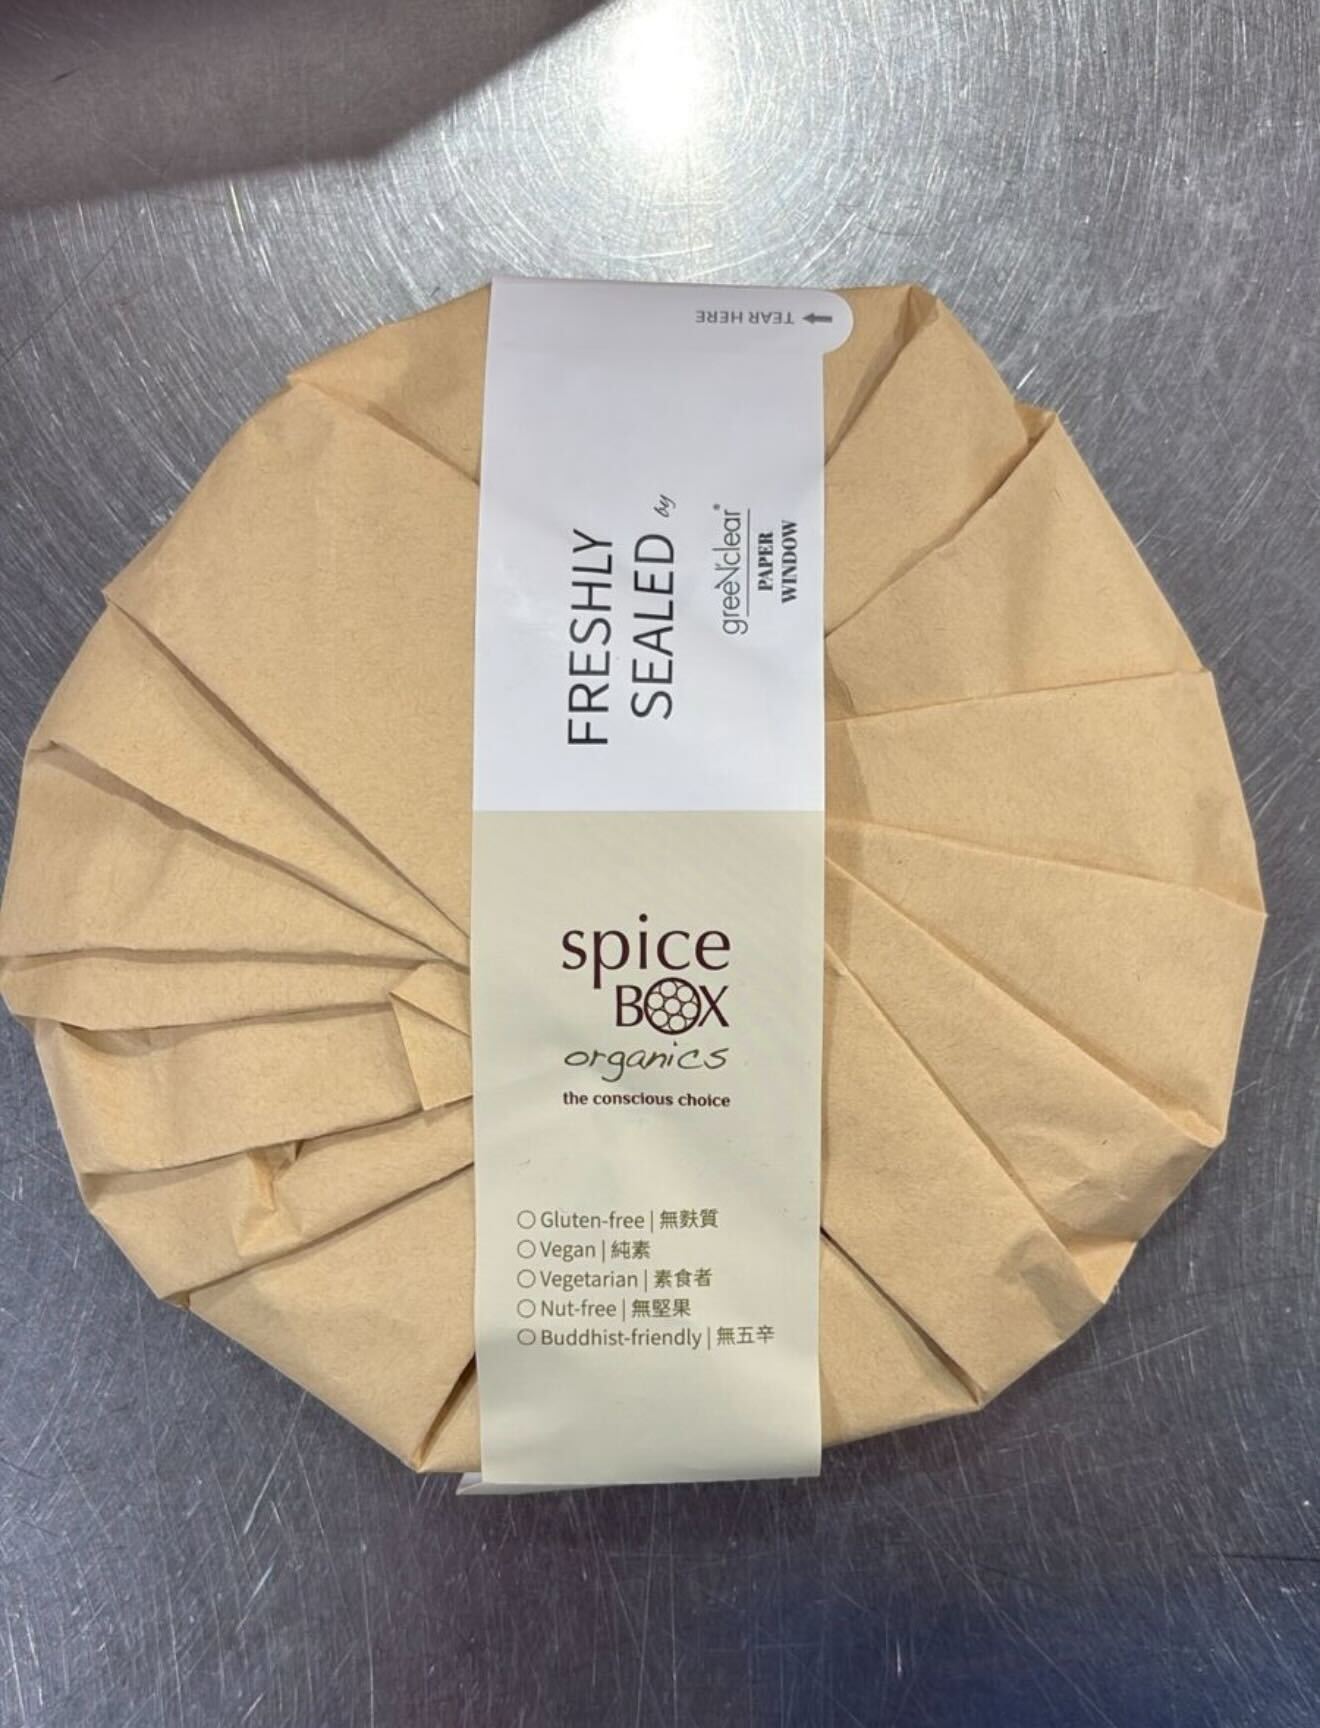 TEAR HERE
FRESHLY
SEALED by
greeNclear®
PAPER
WINDOW
spice
BOX
organics
the conscious choice
Gluten-free | 無麩質
Vegan | 純素
Vegetarian | 素食者
Nut-free | 無堅果
Buddhist-friendly | 無五辛